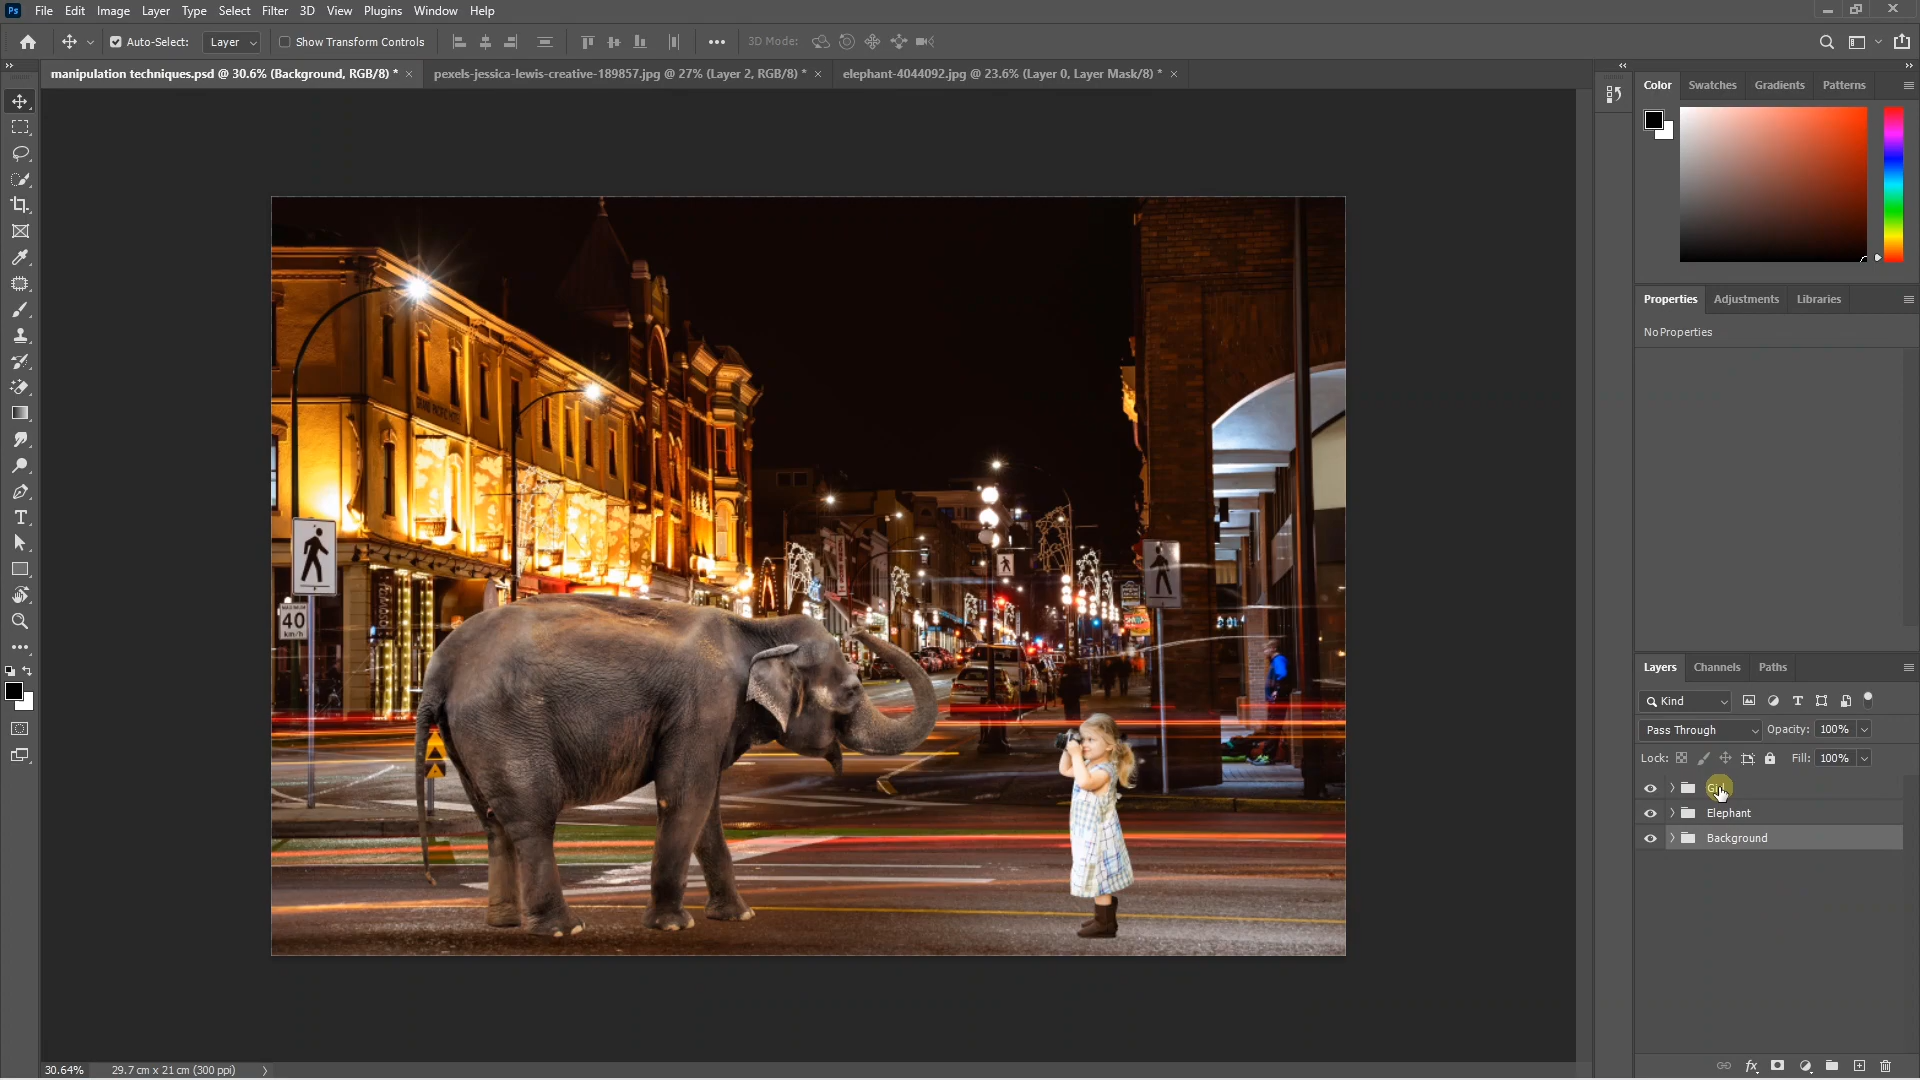 Ps File Edit Image Layer Type Select Filter 3D View Plugins Window Help
Auto-Select: Layer Show Transform Controls 3D Mode:
manipulation techniques.psd @ 30.6% (Background, RGB/8) * pexels-jessica-lewis-creative-189857.jpg @ 27% (Layer 2, RGB/8) * elephant-4044092.jpg @ 23.6% (Layer 0, Layer Mask/8) *
Color Swatches Gradients Patterns
Properties Adjustments Libraries
No Properties
40
km/h
Layers Channels Paths
Kind
Pass Through Opacity: 100%
Lock: Fill: 100%
Elephant
Background
30.64% 29.7 cm x 21 cm (300 ppi)